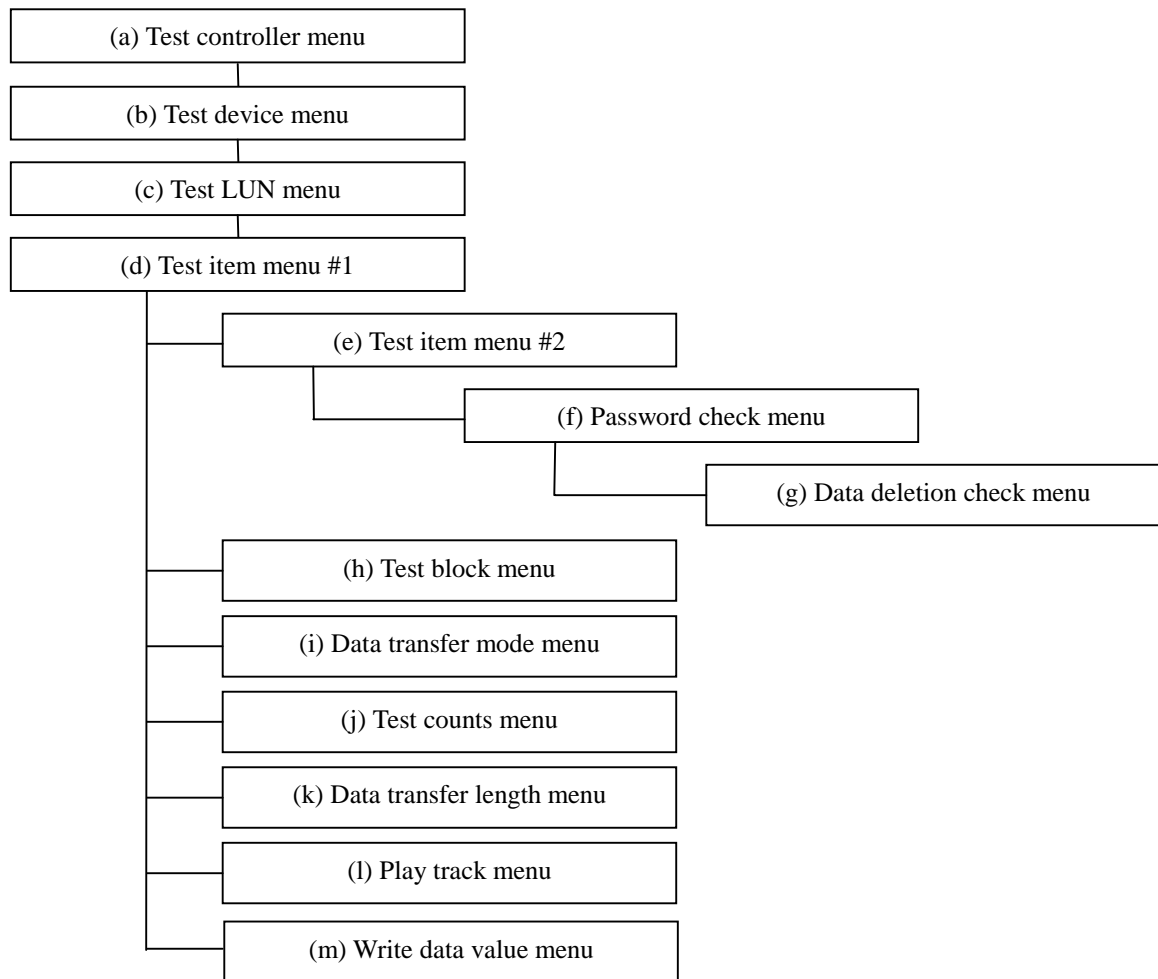 (a) Test controller menu
(b) Test device menu
(c) Test LUN menu
(d) Test item menu #1
(e) Test item menu #2
(f) Password check menu
(g) Data deletion check menu
(h) Test block menu
(i) Data transfer mode menu
(j) Test counts menu
(k) Data transfer length menu
(l) Play track menu
(m) Write data value menu